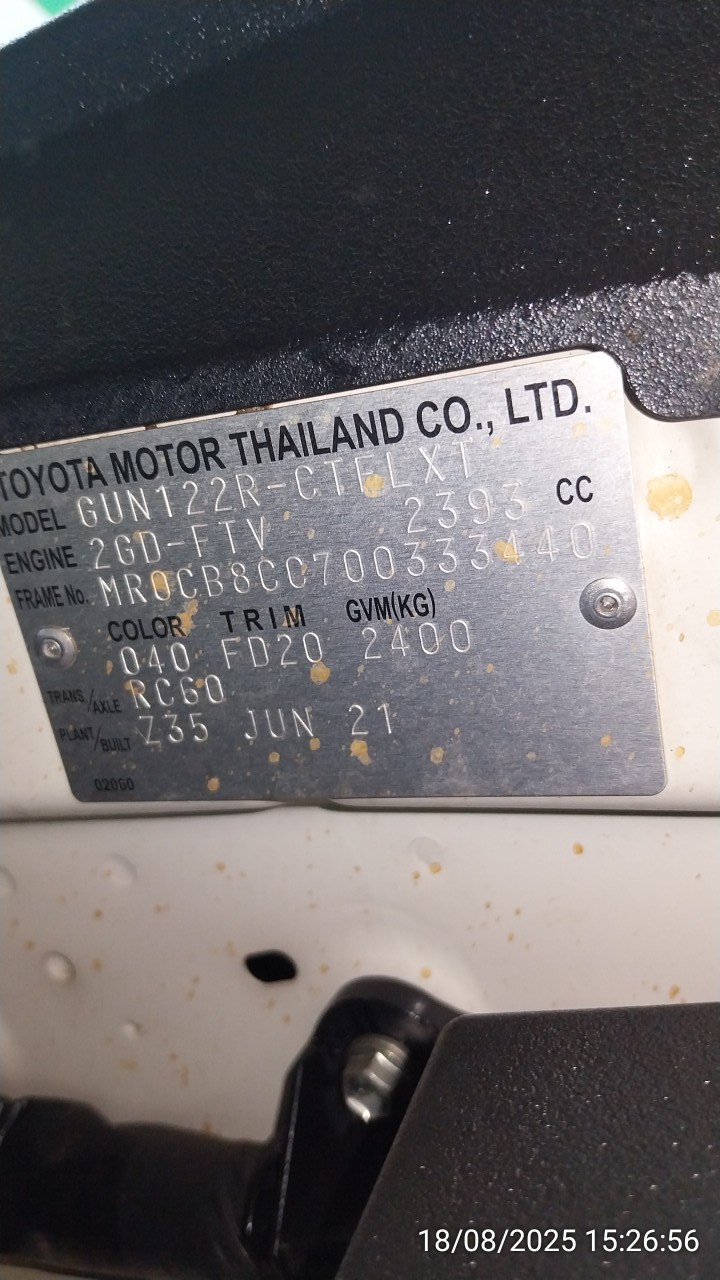 TOYOTA MOTOR THAILAND CO., LTD.
MODEL GUN122R-CTFLXT
ENGINE 2GD-FTV 2393 CC
FRAME No. MR0CB8CC700333440
COLOR TRIM GVM(KG)
040 FD20 2400
TRANS/AXLE RC60
PLANT/BUILT Z35 JUN 21
02060
18/08/2025 15:26:56